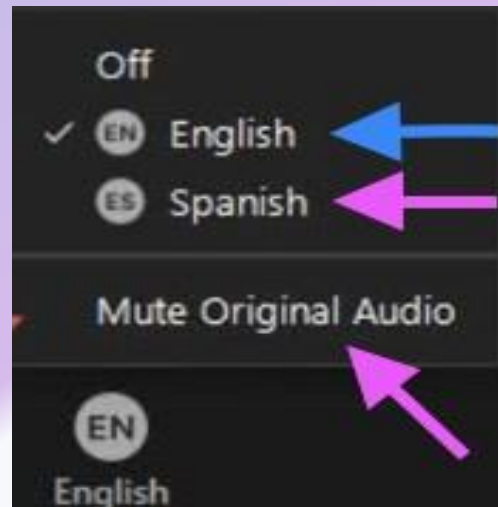 Off
EN English
ES Spanish
Mute Original Audio
EN
English